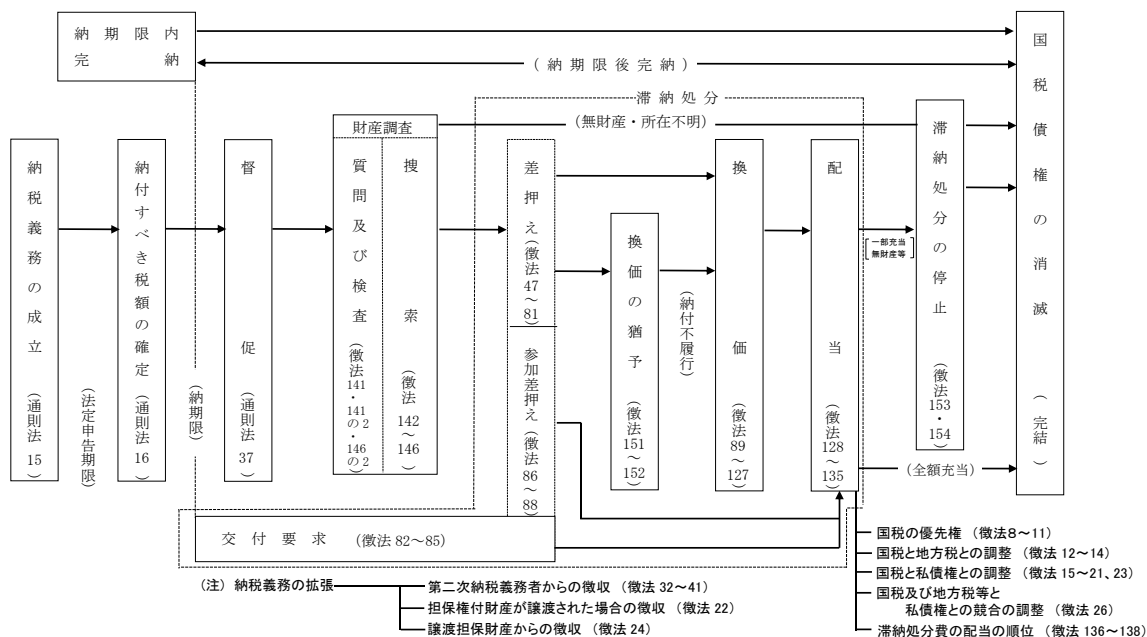 納期限内
完納
(納期限後完納)
滞納処分
(無財産・所在不明)
納税義務の成立 (通則法15)
(法定申告期限)
納付すべき税額の確定 (通則法16)
(納期限)
督促 (通則法37)
財産調査
質問及び検査 (徴法141・141の2・146の2)
捜索 (徴法142～146)
差押え (徴法47～81)
参加差押え (徴法86～88)
換価の猶予 (徴法151～152)
(納付不履行)
換価 (徴法89～127)
配当 (徴法128～135)
一部充当
無財産等
滞納処分の停止 (徴法153・154)
(全額充当)
国税債権の消滅 (完結)
交付要求 (徴法82～85)
(注) 納税義務の拡張
第二次納税義務者からの徴収 (徴法 32～41)
担保権付財産が譲渡された場合の徴収 (徴法 22)
譲渡担保財産からの徴収 (徴法 24)
国税の優先権 (徴法8～11)
国税と地方税との調整 (徴法 12～14)
国税と私債権との調整 (徴法 15～21、23)
国税及び地方税等と
私債権との競合の調整 (徴法 26)
滞納処分費の配当の順位 (徴法 136～138)